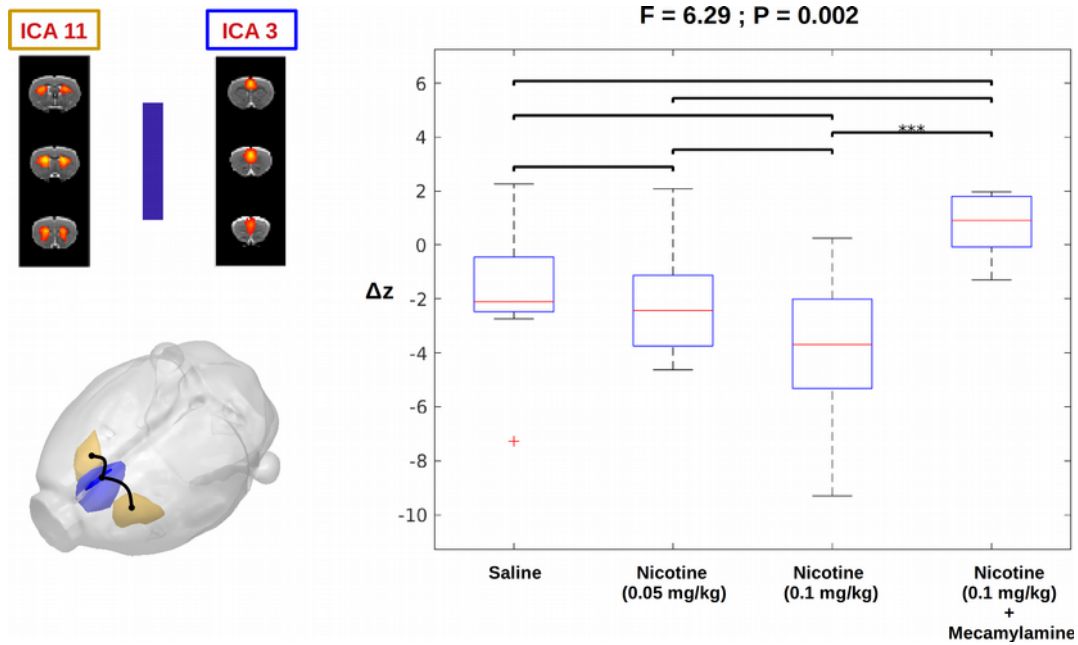 ICA 11
ICA 3
F = 6.29 ; P = 0.002
6
4
2
0
-2
-4
-6
-8
-10
Δz
***
Saline
Nicotine
(0.05 mg/kg)
Nicotine
(0.1 mg/kg)
Nicotine
(0.1 mg/kg)
+
Mecamylamine